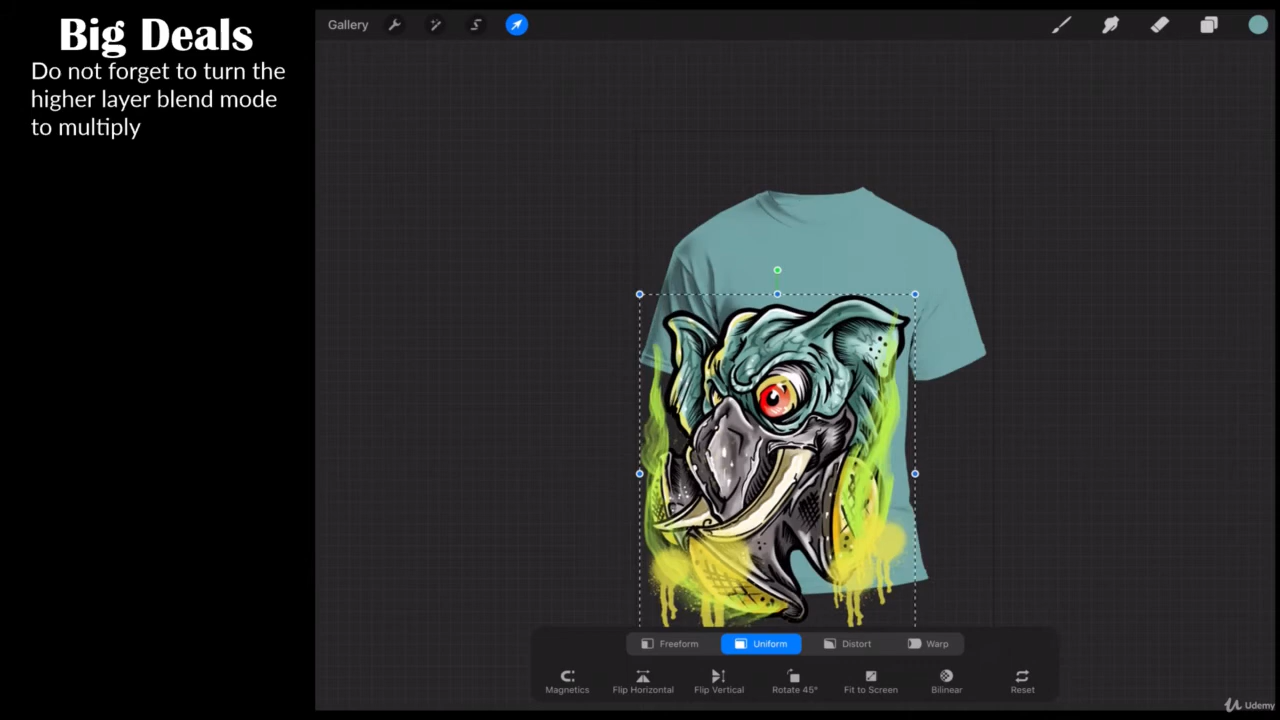 Big Deals
Do not forget to turn the
higher layer blend mode
to multiply
Gallery
Freeform
Uniform
Distort
Warp
Magnetics
Flip Horizontal
Flip Vertical
Rotate 45°
Fit to Screen
Bilinear
Reset
Udemy